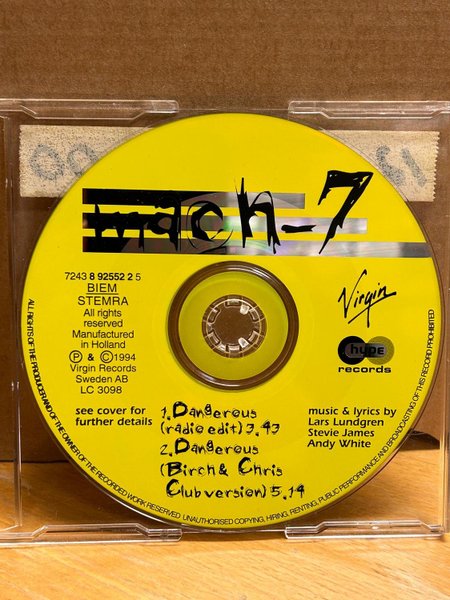 mach-7
7243 8 92552 2 5
BIEM
STEMRA
All rights
reserved
Manufactured
in Holland
℗ & © 1994
Virgin Records
Sweden AB
LC 3098
Virgin
hUDE
records
see cover for
further details
1. Dangerous
(radio edit) 3.43
2. Dangerous
(Birch & Chris
Club version) 5.14
music & lyrics by
Lars Lundgren
Stevie James
Andy White
ALL RIGHTS OF THE PRODUCER AND OF THE OWNER OF THE RECORDED WORK RESERVED UNAUTHORISED COPYING, HIRING, RENTING, PUBLIC PERFORMANCE AND BROADCASTING OF THIS RECORD PROHIBITED